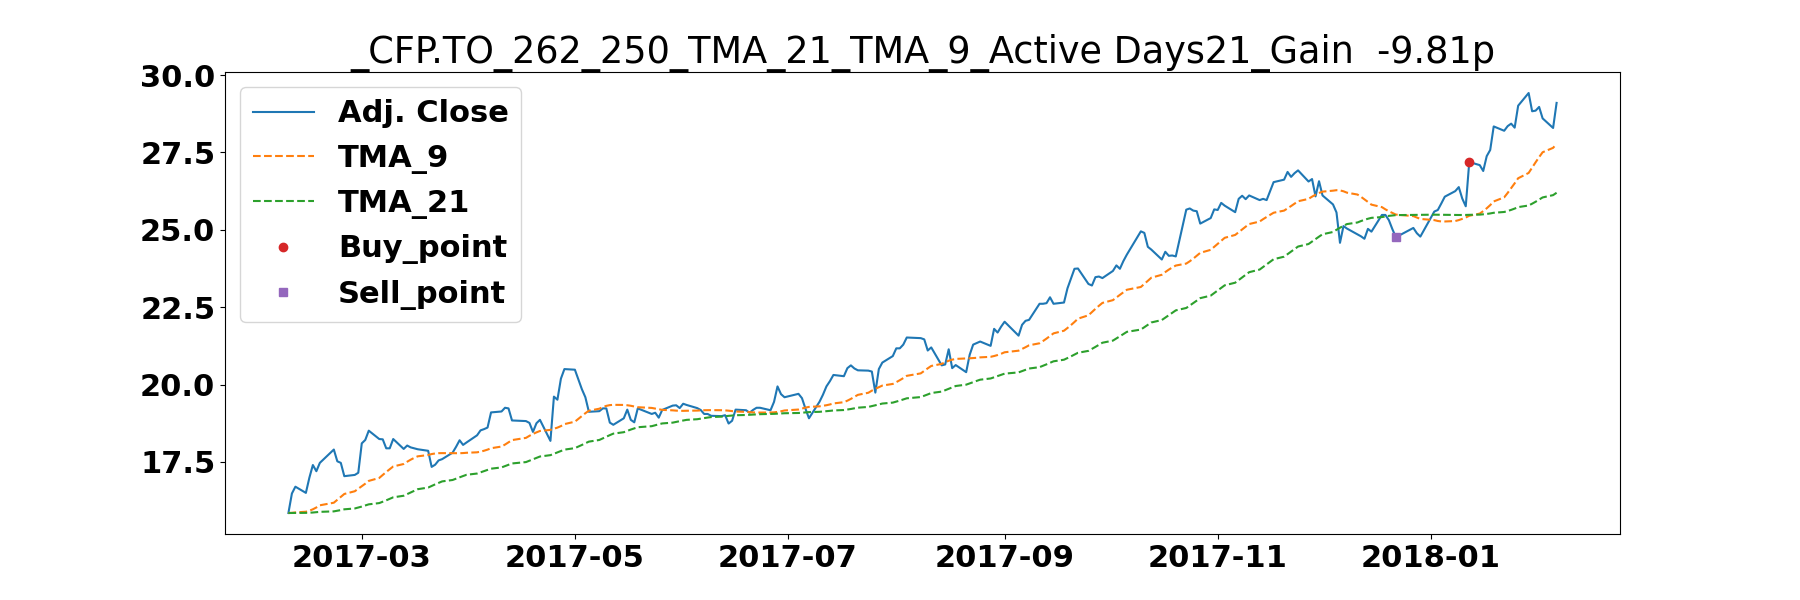 _CFP.TO_262_250_TMA_21_TMA_9_Active Days21_Gain  -9.81p
30.0
27.5
25.0
22.5
20.0
17.5
Adj. Close
TMA_9
TMA_21
Buy_point
Sell_point
2017-03 2017-05 2017-07 2017-09 2017-11 2018-01